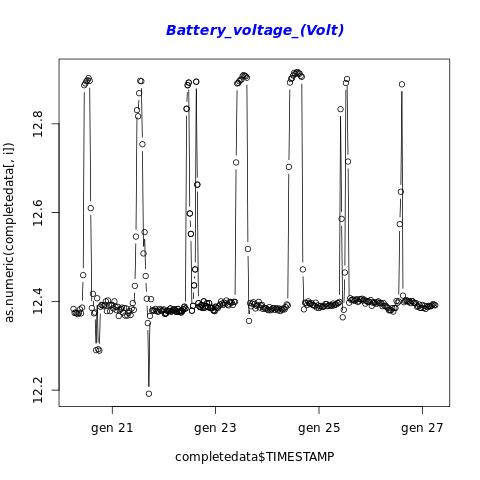 Battery_voltage_(Volt)
as.numeric(completedata[, i])
12.8
12.6
12.4
12.2
gen 21
gen 23
gen 25
gen 27
completedata$TIMESTAMP